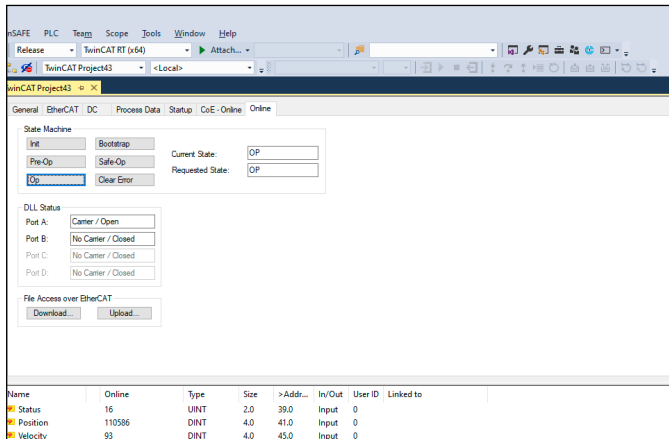 nSAFE PLC Team Scope Tools Window Help
Release TwinCAT RT (x64) Attach...
TwinCAT Project43 <Local>
winCAT Project43
General EtherCAT DC Process Data Startup CoE - Online Online
State Machine
Init Bootstrap
Current State: OP
Pre-Op Safe-Op
Requested State: OP
Op Clear Error
DLL Status
Port A: Carrier / Open
Port B: No Carrier / Closed
Port C: No Carrier / Closed
Port D: No Carrier / Closed
File Access over EtherCAT
Download... Upload...
Name Online Type Size >Addr... In/Out User ID Linked to
Status 16 UINT 2.0 39.0 Input 0
Position 110586 DINT 4.0 41.0 Input 0
Velocity 93 DINT 4.0 45.0 Input 0